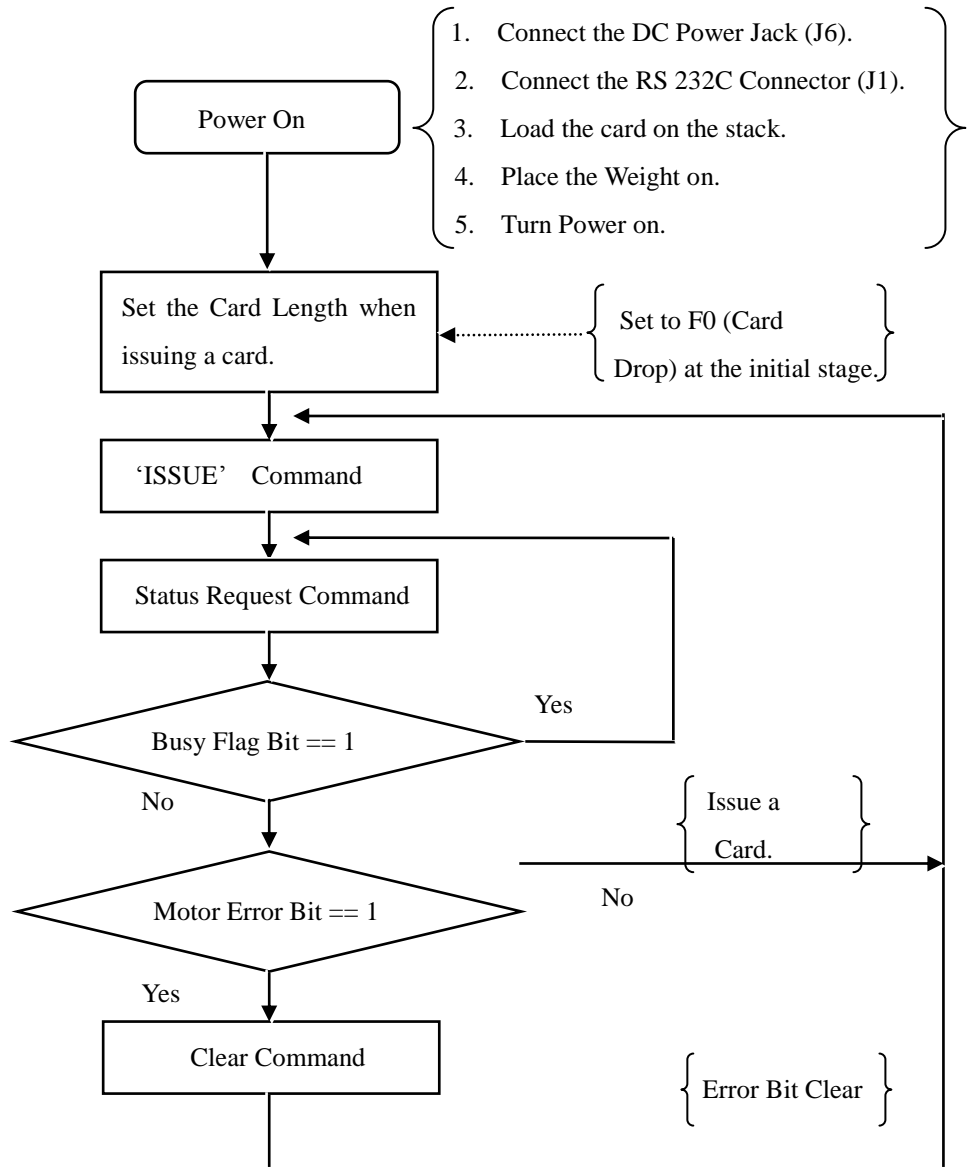 1. Connect the DC Power Jack (J6).
2. Connect the RS 232C Connector (J1).
3. Load the card on the stack.
4. Place the Weight on.
5. Turn Power on.
Power On
Set the Card Length when
issuing a card.
Set to F0 (Card
Drop) at the initial stage.
‘ISSUE’ Command
Status Request Command
Yes
Busy Flag Bit == 1
No
Issue a
Card.
Motor Error Bit == 1
No
Yes
Clear Command
Error Bit Clear